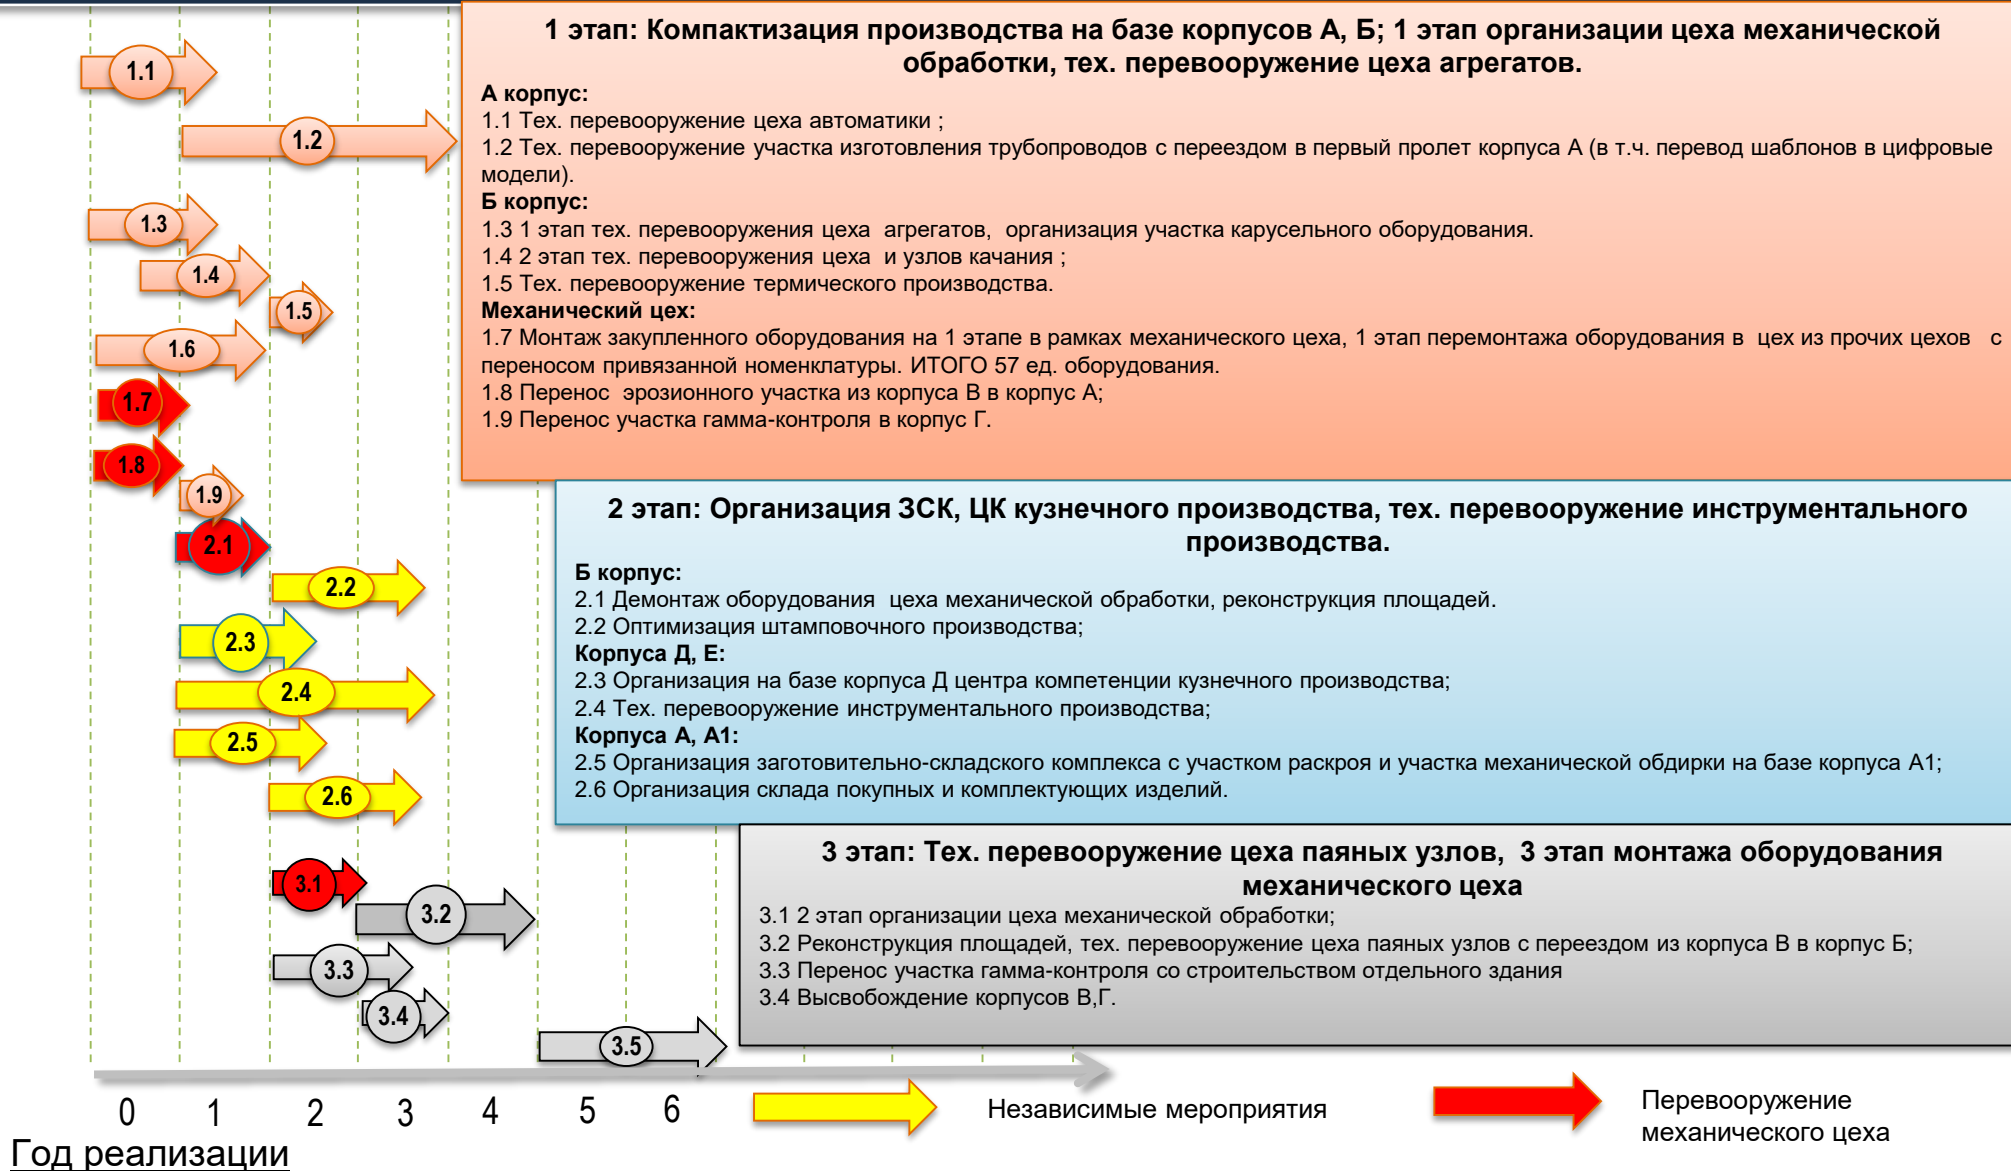 1 этап: Компактизация производства на базе корпусов А, Б; 1 этап организации цеха механической
обработки, тех. перевооружение цеха агрегатов.
А корпус:
1.1 Тех. перевооружение цеха автоматики ;
1.2 Тех. перевооружение участка изготовления трубопроводов с переездом в первый пролет корпуса А (в т.ч. перевод шаблонов в цифровые
модели).
Б корпус:
1.3 1 этап тех. перевооружения цеха агрегатов, организация участка карусельного оборудования.
1.4 2 этап тех. перевооружения цеха и узлов качания ;
1.5 Тех. перевооружение термического производства.
Механический цех:
1.7 Монтаж закупленного оборудования на 1 этапе в рамках механического цеха, 1 этап перемонтажа оборудования в цех из прочих цехов с
переносом привязанной номенклатуры. ИТОГО 57 ед. оборудования.
1.8 Перенос эрозионного участка из корпуса В в корпус А;
1.9 Перенос участка гамма-контроля в корпус Г.
2 этап: Организация ЗСК, ЦК кузнечного производства, тех. перевооружение инструментального
производства.
Б корпус:
2.1 Демонтаж оборудования цеха механической обработки, реконструкция площадей.
2.2 Оптимизация штамповочного производства;
Корпуса Д, Е:
2.3 Организация на базе корпуса Д центра компетенции кузнечного производства;
2.4 Тех. перевооружение инструментального производства;
Корпуса А, А1:
2.5 Организация заготовительно-складского комплекса с участком раскроя и участка механической обдирки на базе корпуса А1;
2.6 Организация склада покупных и комплектующих изделий.
3 этап: Тех. перевооружение цеха паяных узлов, 3 этап монтажа оборудования
механического цеха
3.1 2 этап организации цеха механической обработки;
3.2 Реконструкция площадей, тех. перевооружение цеха паяных узлов с переездом из корпуса В в корпус Б;
3.3 Перенос участка гамма-контроля со строительством отдельного здания
3.4 Высвобождение корпусов В,Г.
1.1
1.2
1.3
1.4
1.5
1.6
1.7
1.8
1.9
2.1
2.2
2.3
2.4
2.5
2.6
3.1
3.2
3.3
3.4
3.5
0 1 2 3 4 5 6
Год реализации
Независимые мероприятия
Перевооружение
механического цеха